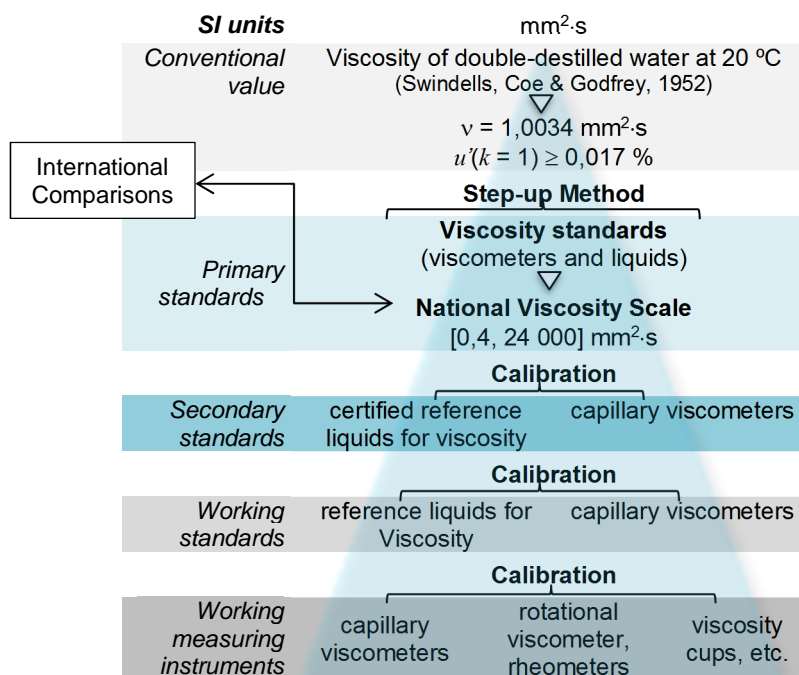 SI units
mm²·s
Conventional value
Viscosity of double-destilled water at 20 ºC
(Swindells, Coe & Godfrey, 1952)
ν = 1,0034 mm²·s
u'(k = 1) ≥ 0,017 %
International
Comparisons
Step-up Method
Primary
standards
Viscosity standards
(viscometers and liquids)
National Viscosity Scale
[0,4, 24 000] mm²·s
Calibration
Secondary
standards
certified reference
liquids for viscosity
capillary viscometers
Calibration
Working
standards
reference liquids for
Viscosity
capillary viscometers
Calibration
Working
measuring
instruments
capillary
viscometers
rotational
viscometer,
rheometers
viscosity
cups, etc.